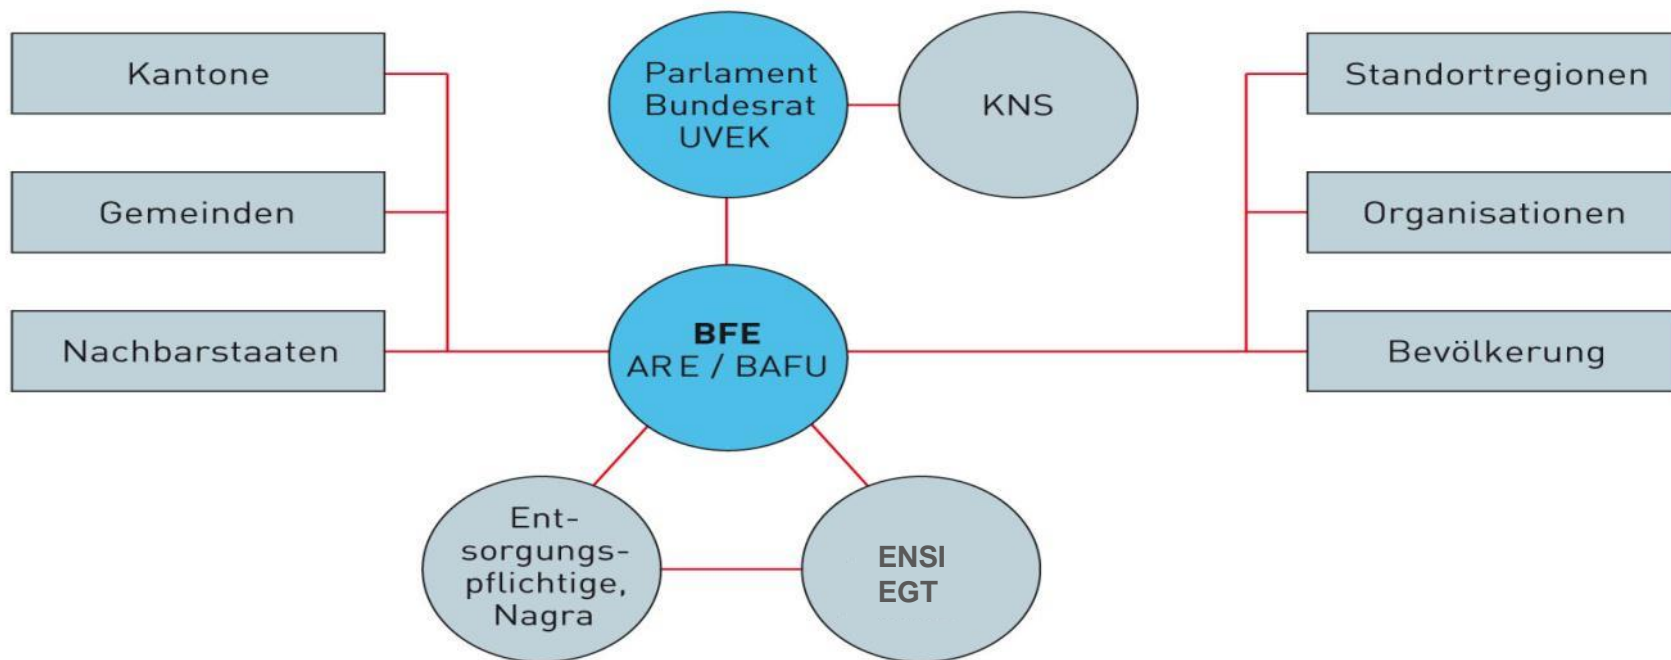 Kantone
Gemeinden
Nachbarstaaten
Parlament
Bundesrat
UVEK
KNS
BFE
ARE / BAFU
Ent-
sorgungs-
pflichtige,
Nagra
ENSI
EGT
Standortregionen
Organisationen
Bevölkerung